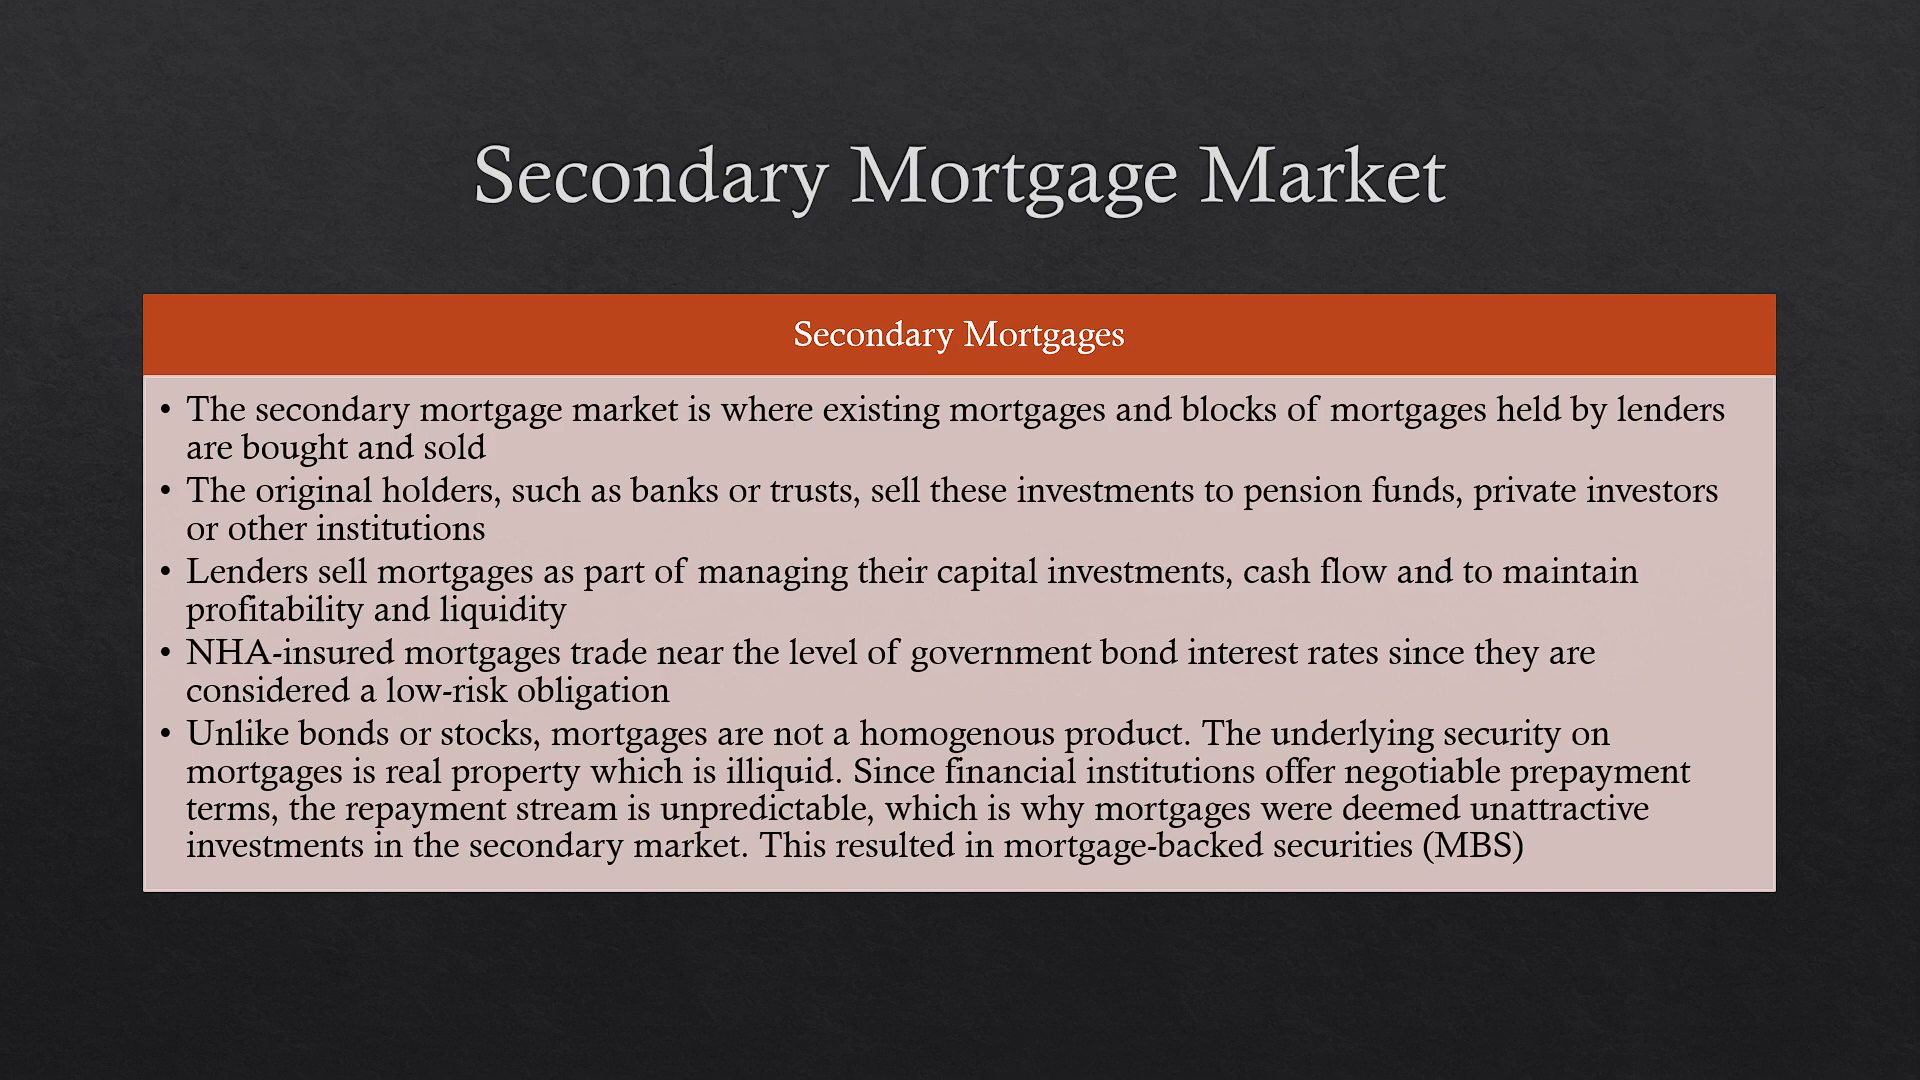 Secondary Mortgage Market
Secondary Mortgages
• The secondary mortgage market is where existing mortgages and blocks of mortgages held by lenders
are bought and sold
• The original holders, such as banks or trusts, sell these investments to pension funds, private investors
or other institutions
• Lenders sell mortgages as part of managing their capital investments, cash flow and to maintain
profitability and liquidity
• NHA-insured mortgages trade near the level of government bond interest rates since they are
considered a low-risk obligation
• Unlike bonds or stocks, mortgages are not a homogenous product. The underlying security on
mortgages is real property which is illiquid. Since financial institutions offer negotiable prepayment
terms, the repayment stream is unpredictable, which is why mortgages were deemed unattractive
investments in the secondary market. This resulted in mortgage-backed securities (MBS)